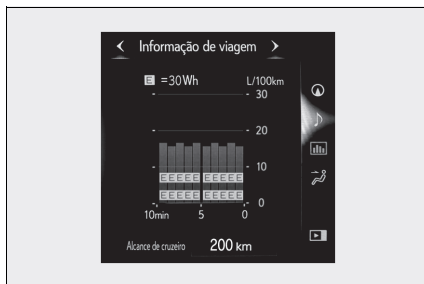 Informação de viagem
E =30Wh L/100km
30
20
10
EEEEE EEEEE
EEEEE EEEEE
0
10min 5 0
Alcance de cruzeiro 200 km